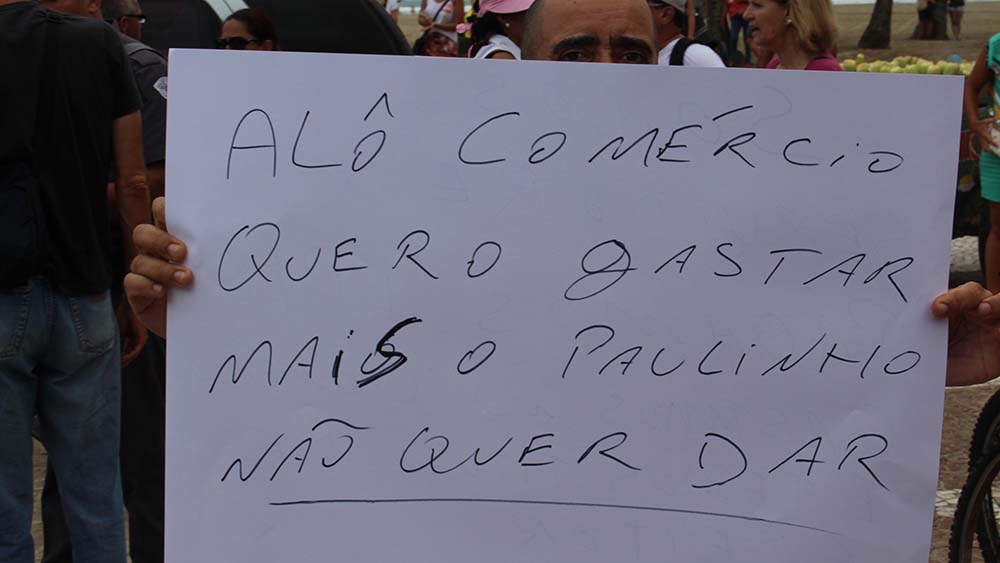 ALÔ COMÉRCIO
QUERO GASTAR
MAIS O PAULINHO
NÃO QUER DAR